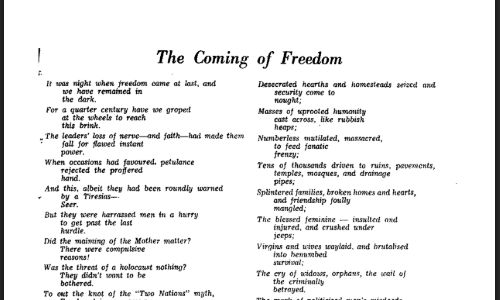 The Coming of Freedom
It was night when freedom came at last, and
we have remained in
the dark.
For a quarter century have we groped
at the wheels to reach
this brink.
The leaders' loss of nerve—and faith—had made them
fall for flawed instant
power.
When occasions had favoured, petulance
rejected the proffered
hand.
And this, albeit they had been roundly warned
by a Tiresias—
Seer.
But they were harrassed men in a hurry
to get past the last
hurdle.
Did the maiming of the Mother matter?
There were compulsive
reasons!
Was the threat of a holocaust nothing?
They didn't want to be
bothered.
To cut the knot of the "Two Nations" myth,
Desecrated hearths and homesteads seized and
security come to
nought;
Masses of uprooted humanity
cast across, like rubbish
heaps;
Numberless mutilated, massacred,
to feed fanatic
frenzy;
Tens of thousands driven to ruins, pavements,
temples, mosques, and drainage
pipes;
Splintered families, broken homes and hearths,
and friendship foully
mangled;
The blessed feminine — insulted and
injured, and crushed under
jeeps;
Virgins and wives waylaid, and brutalised
into benumbed
survival;
The cry of widows, orphans, the wail of
the criminally
betrayed,